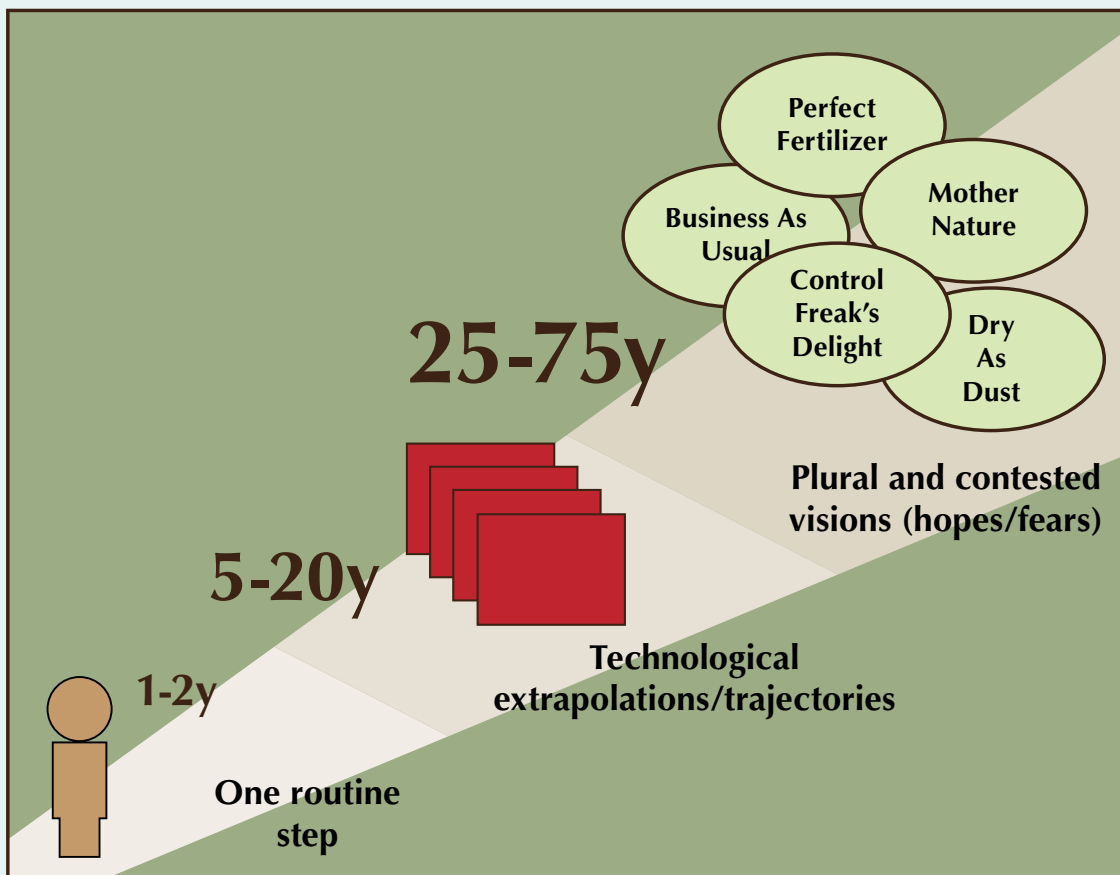 Perfect
Fertilizer
Mother
Nature
Business As
Usual
Control
Freak's
Delight
Dry
As
Dust
25-75y
Plural and contested
visions (hopes/fears)
5-20y
Technological
extrapolations/trajectories
1-2y
One routine
step